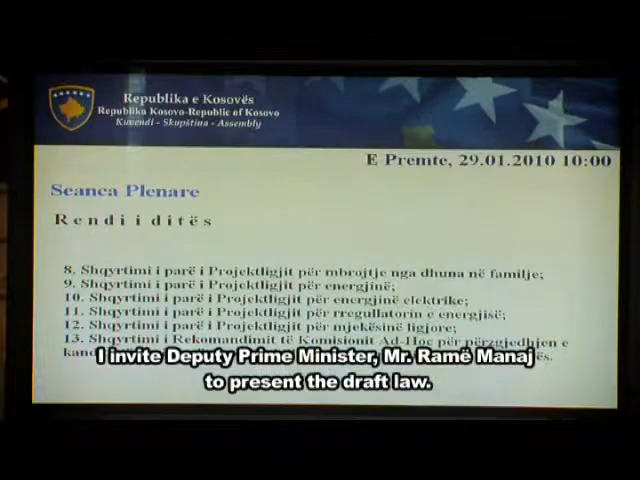 Republika e Kosovës
Republika Kosovo-Republic of Kosovo
Kuvendi - Skupština - Assembly
E Premte, 29.01.2010 10:00
Seanca Plenare
Rendi i ditës
8. Shqyrtimi i parë i Projektligjit për mbrojtje nga dhuna në familje;
9. Shqyrtimi i parë i Projektligjit për energjinë;
10. Shqyrtimi i parë i Projektligjit për energjinë elektrike;
11. Shqyrtimi i parë i Projektligjit për rregullatorin e energjisë;
12. Shqyrtimi i parë i Projektligjit për mjekësinë ligjore;
13. Shqyrtimi i Rekomandimit të Komisionit Ad-Hoc për përzgjedhjen e
I invite Deputy Prime Minister, Mr. Ramë Manaj
to present the draft law.